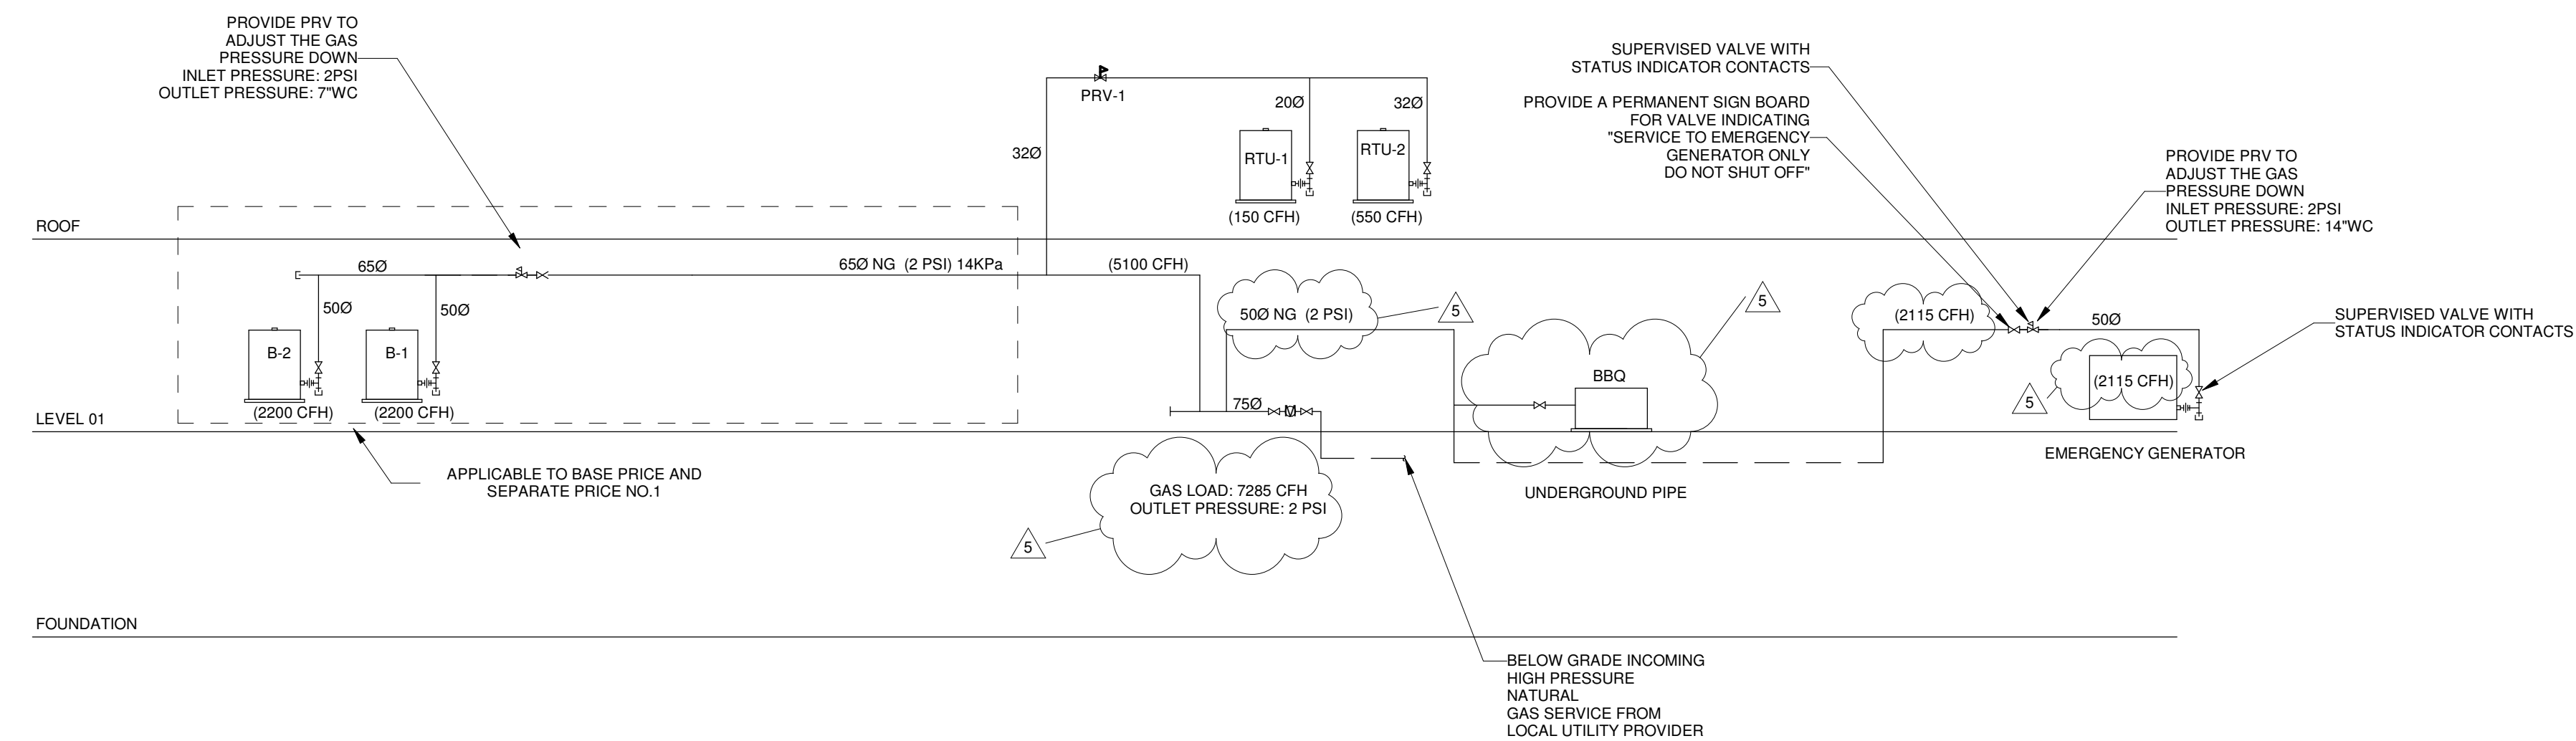 PROVIDE PRV TO
ADJUST THE GAS
PRESSURE DOWN
INLET PRESSURE: 2PSI
OUTLET PRESSURE: 7"WC
SUPERVISED VALVE WITH
STATUS INDICATOR CONTACTS
PROVIDE A PERMANENT SIGN BOARD
FOR VALVE INDICATING
"SERVICE TO EMERGENCY
GENERATOR ONLY
DO NOT SHUT OFF"
PROVIDE PRV TO
ADJUST THE GAS
PRESSURE DOWN
INLET PRESSURE: 2PSI
OUTLET PRESSURE: 14"WC
PRV-1
20Ø
32Ø
32Ø
RTU-1
RTU-2
(150 CFH)
(550 CFH)
ROOF
65Ø
65Ø NG (2 PSI) 14KPa
(5100 CFH)
50Ø
50Ø
B-2
B-1
(2200 CFH)
(2200 CFH)
50Ø NG (2 PSI)
5
5
(2115 CFH)
50Ø
SUPERVISED VALVE WITH
STATUS INDICATOR CONTACTS
BBQ
(2115 CFH)
5
75Ø
M
LEVEL 01
EMERGENCY GENERATOR
APPLICABLE TO BASE PRICE AND
SEPARATE PRICE NO.1
GAS LOAD: 7285 CFH
OUTLET PRESSURE: 2 PSI
5
UNDERGROUND PIPE
FOUNDATION
BELOW GRADE INCOMING
HIGH PRESSURE
NATURAL
GAS SERVICE FROM
LOCAL UTILITY PROVIDER